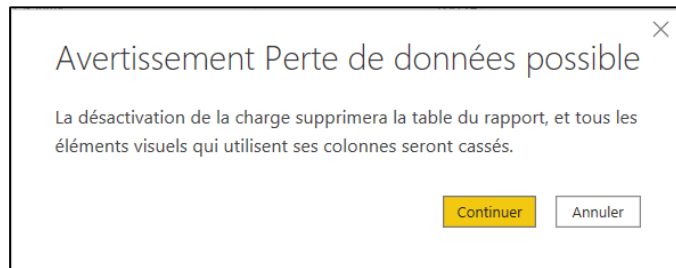 Avertissement Perte de données possible
La désactivation de la charge supprimera la table du rapport, et tous les
éléments visuels qui utilisent ses colonnes seront cassés.
Continuer
Annuler